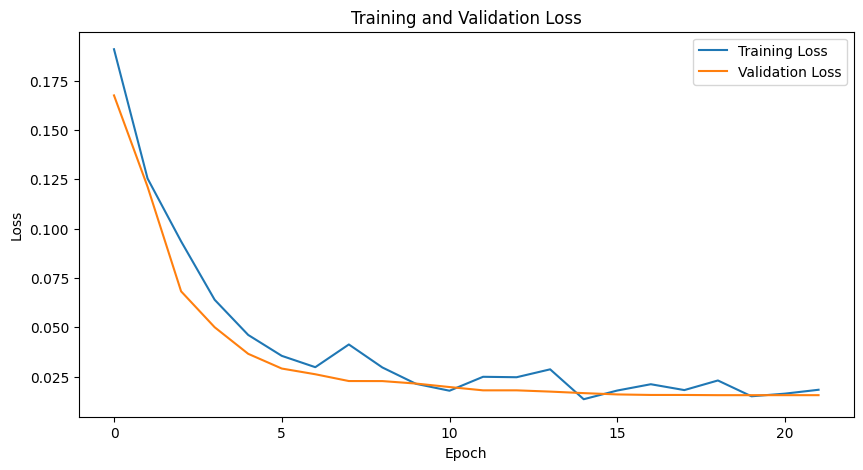 Training and Validation Loss
Training Loss
Validation Loss
0.175
0.150
0.125
0.100
0.075
0.050
0.025
Loss
0
5
10
15
20
Epoch